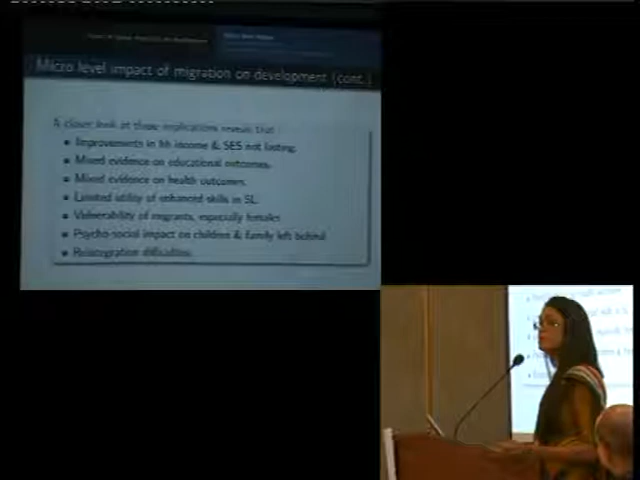 Micro level impact of migration on development (cont.)
A closer look at these implications reveals that
Improvements in hh income & SES not lasting.
Mixed evidence on educational outcomes.
Mixed evidence on health outcomes.
Limited utility of enhanced skills in SL.
Vulnerability of migrants, especially females
Psycho-social impact on children & family left behind
Reintegration difficulties.